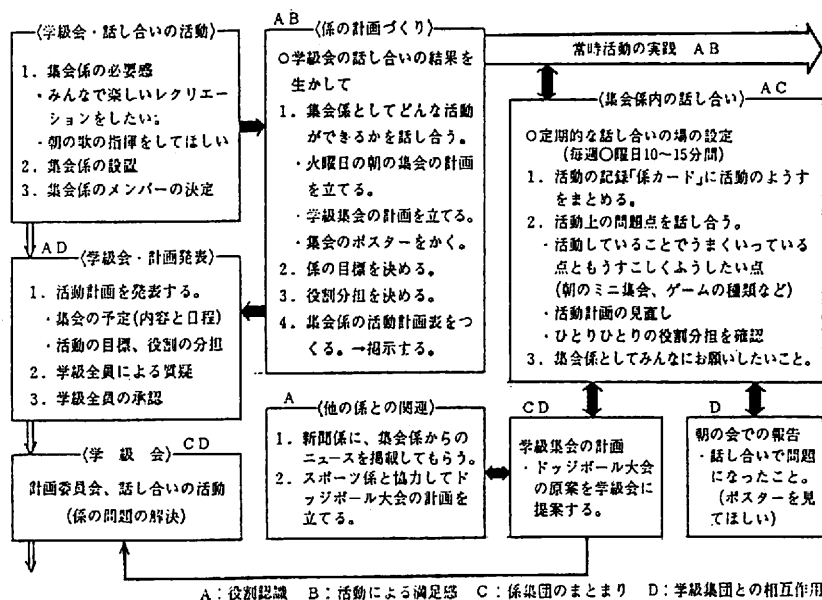 〈学級会・話し合いの活動〉
1．集会係の必要感
・みんなで楽しいレクリエー
ションをしたい。
・朝の歌の指揮をしてほしい
2．集会係の設置
3．集会係のメンバーの決定
AB
〈係の計画づくり〉
○学級会の話し合いの結果を
生かして
1．集会係としてどんな活動
ができるかを話し合う。
・火曜日の朝の集会の計画
を立てる。
・学級集会の計画を立てる。
・集会のポスターをかく。
2．係の目標を決める。
3．役割分担を決める。
4．集会係の活動計画表をつ
くる。→掲示する。
常時活動の実践 AB
AC
〈集会係内の話し合い〉
○定期的な話し合いの場の設定
(毎週○曜日10〜15分間)
1．活動の記録「係カード」に活動のようす
をまとめる。
2．活動上の問題点を話し合う。
・活動していることでうまくいっている
点ともうすこしくふうしたい点
(朝のミニ集会、ゲームの種類など)
・活動計画の見直し
・ひとりひとりの役割分担を確認
3．集会係としてみんなにお願いしたいこと。
AD
〈学級会・計画発表〉
1．活動計画を発表する。
・集会の予定(内容と日程)
・活動の目標、役割の分担
2．学級全員による質疑
3．学級全員の承認
〈学 級 会〉 CD
計画委員会、話し合いの活動
(係の問題の解決)
A
〈他の係との関連〉
1．新聞係に、集会係からの
ニュースを掲載してもらう。
2．スポーツ係と協力してド
ッジボール大会の計画を
立てる。
CD
学級集会の計画
・ドッジボール大会
の原案を学級会に
提案する。
D
朝の会での報告
・話し合いで問題
になったこと。
(ポスターを見
てほしい)
A：役割認識 B：活動による満足感 C：係集団のまとまり D：学級集団との相互作用